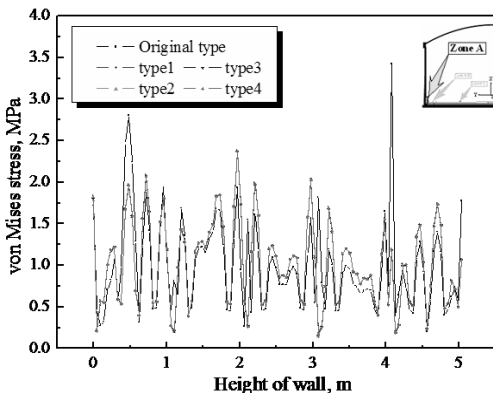 4.0
3.5
3.0
2.5
2.0
1.5
1.0
0.5
0.0
von Mises stress, MPa
Original type
type1 type3
type2 type4
Zone A
0 1 2 3 4 5
Height of wall, m